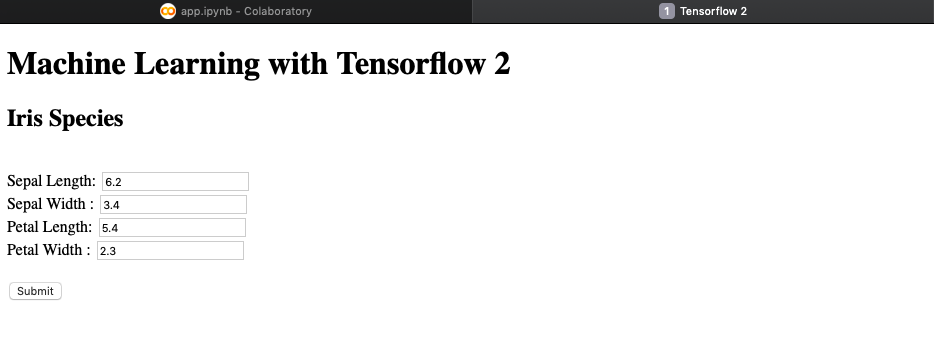 app.ipynb - Colaboratory
1 Tensorflow 2
Machine Learning with Tensorflow 2
Iris Species
Sepal Length: 6.2
Sepal Width : 3.4
Petal Length: 5.4
Petal Width : 2.3
Submit